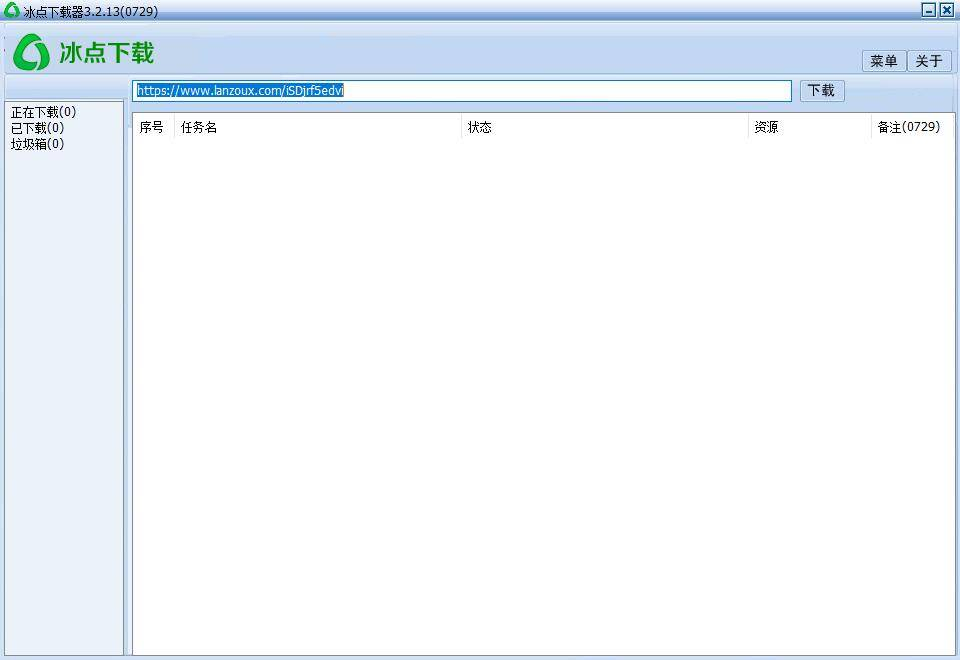 冰点下载器3.2.13(0729)
冰点下载
菜单 关于
https://www.lanzoux.com/iSDjrf5edvi 下载
正在下载(0)
已下载(0)
垃圾箱(0)
序号 任务名 状态 资源 备注(0729)